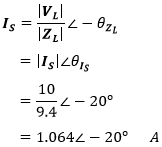 I_S = |V_L| / |Z_L| ∠ − θ_{Z_L}
= |I_S|∠θ_{I_S}
= 10 / 9.4 ∠ − 20°
= 1.064∠ − 20° A